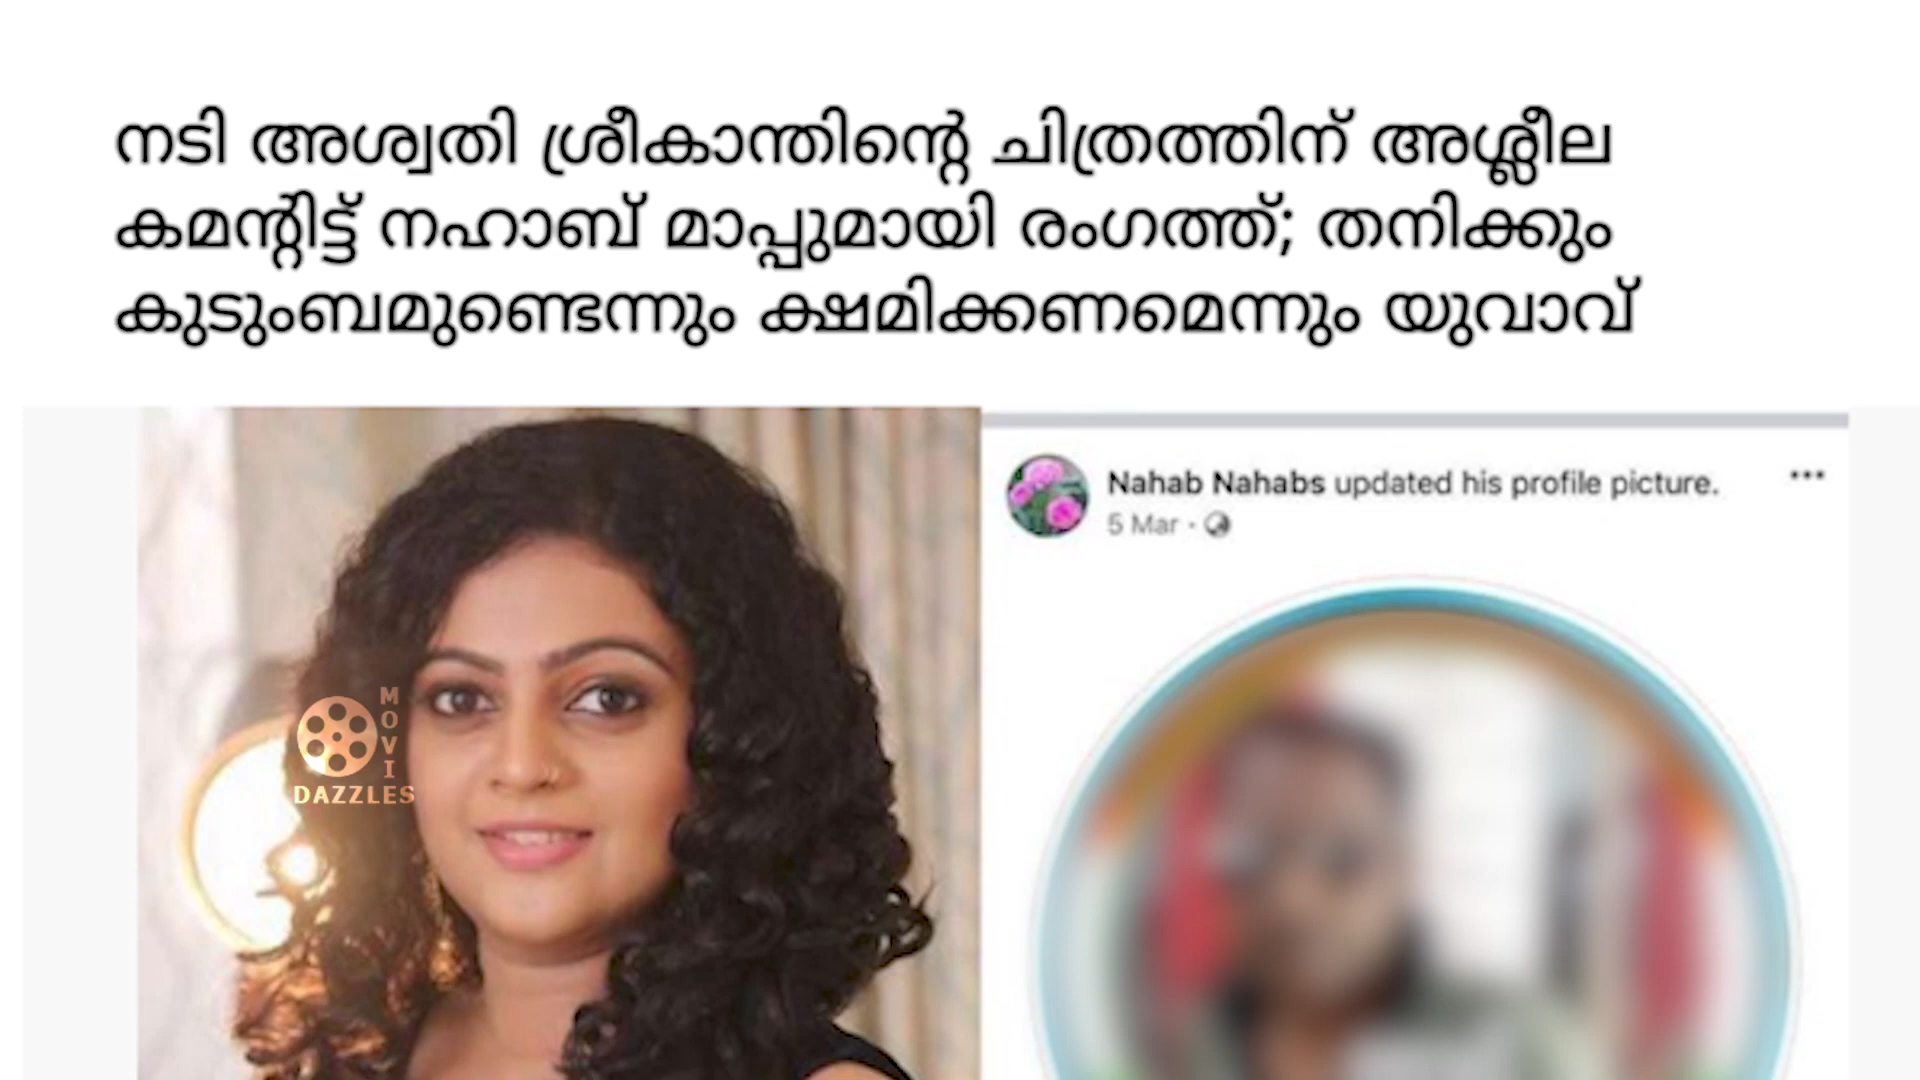 നടി അശ്വതി ശ്രീകാന്തിന്റെ ചിത്രത്തിന് അശ്ലീല
കമന്റിട്ട് നഹാബ് മാപ്പുമായി രംഗത്ത്; തനിക്കും
കുടുംബമുണ്ടെന്നും ക്ഷമിക്കണമെന്നും യുവാവ്
Nahab Nahabs updated his profile picture.
5 Mar ·
MOVI
DAZZLES